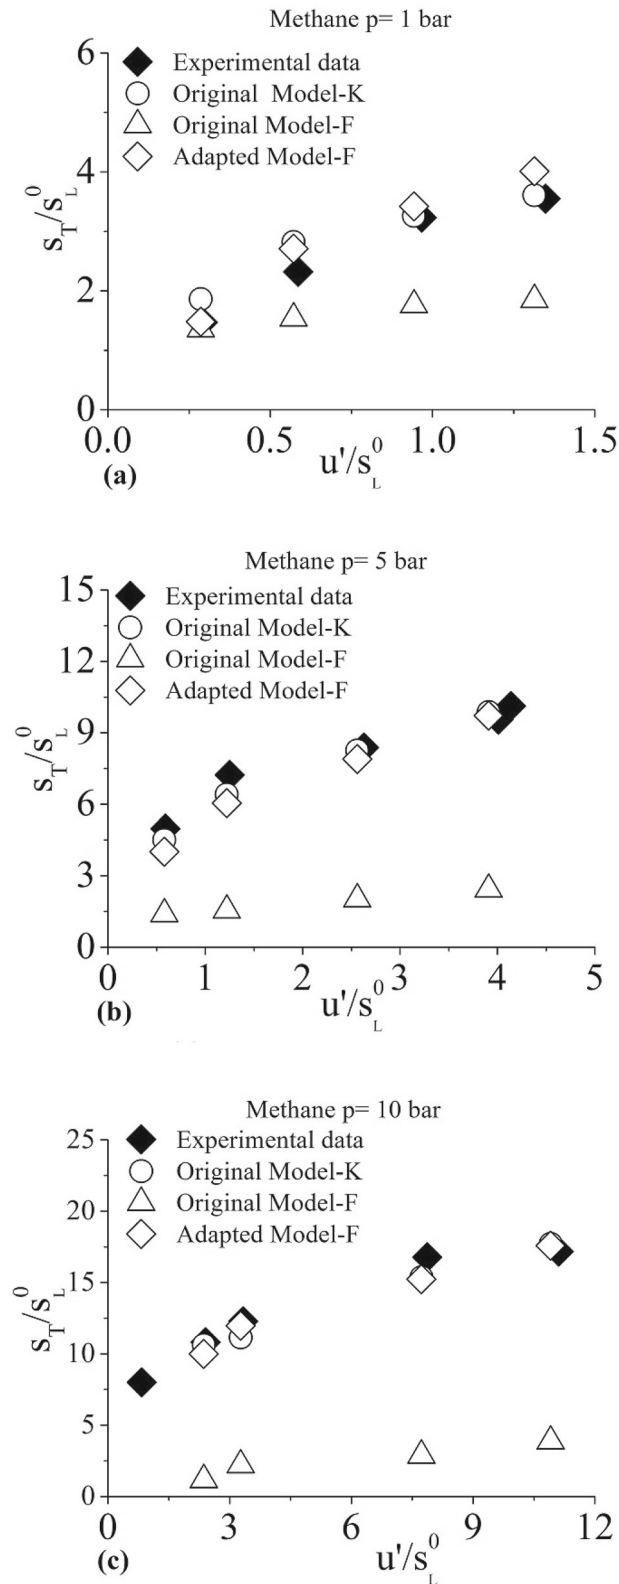 Methane p= 1 bar
6
Experimental data
Original Model-K
Original Model-F
Adapted Model-F
4
s_T/s_L^0
2
0
0.0 0.5 1.0 1.5
(a)
u'/s_L^0
Methane p= 5 bar
15
Experimental data
Original Model-K
12
Original Model-F
Adapted Model-F
9
s_T/s_L^0
6
3
0
0 1 2 3 4 5
(b)
u'/s_L^0
Methane p= 10 bar
25
Experimental data
Original Model-K
20
Original Model-F
Adapted Model-F
15
s_T/s_L^0
10
5
0
3 6 9 12
(c)
u'/s_L^0